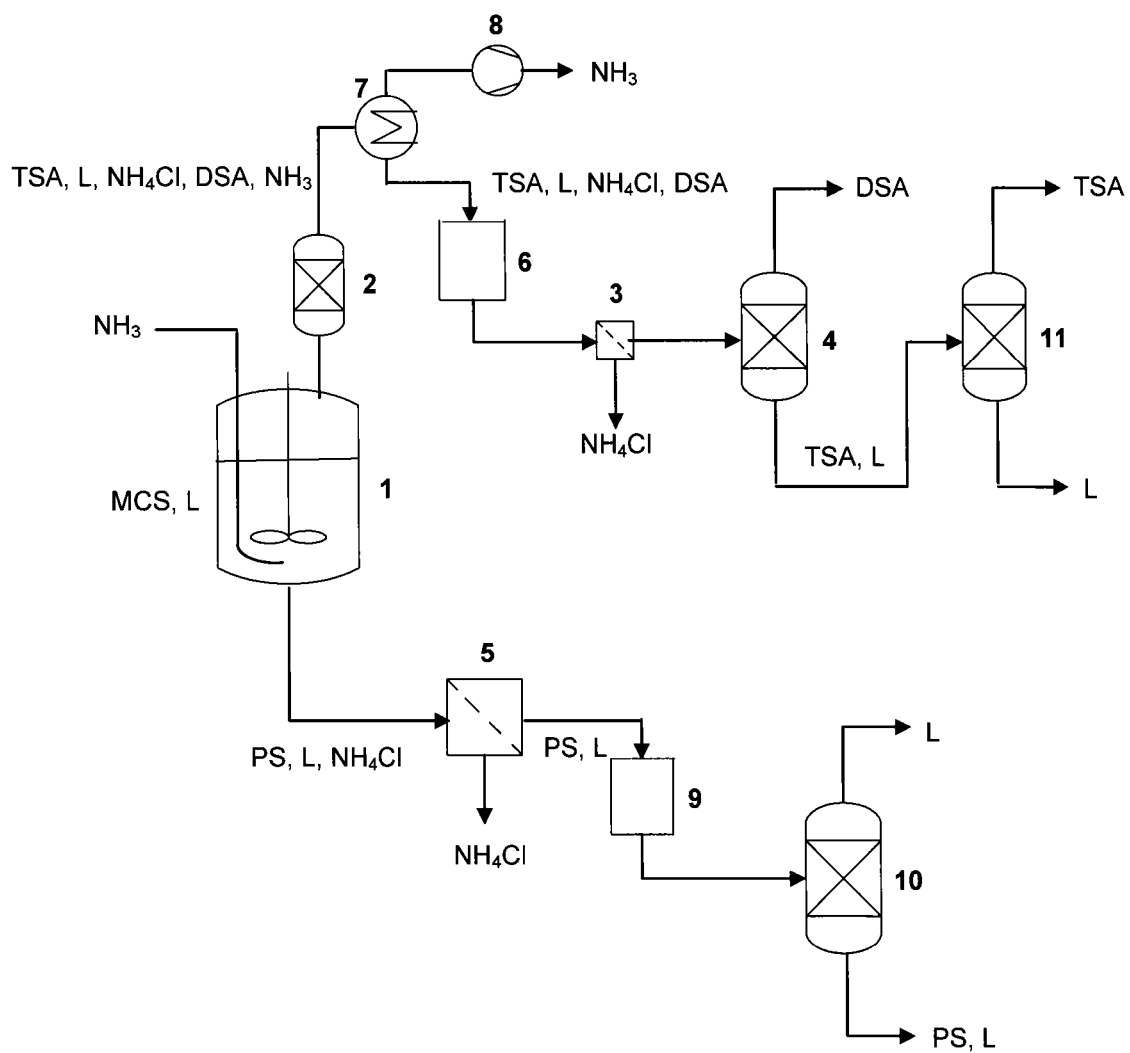 8
NH₃
7
TSA, L, NH₄Cl, DSA, NH₃
TSA, L, NH₄Cl, DSA
DSA
TSA
2
6
3
NH₃
4
11
NH₄Cl
TSA, L
MCS, L
1
L
5
PS, L, NH₄Cl
PS, L
L
9
NH₄Cl
10
PS, L